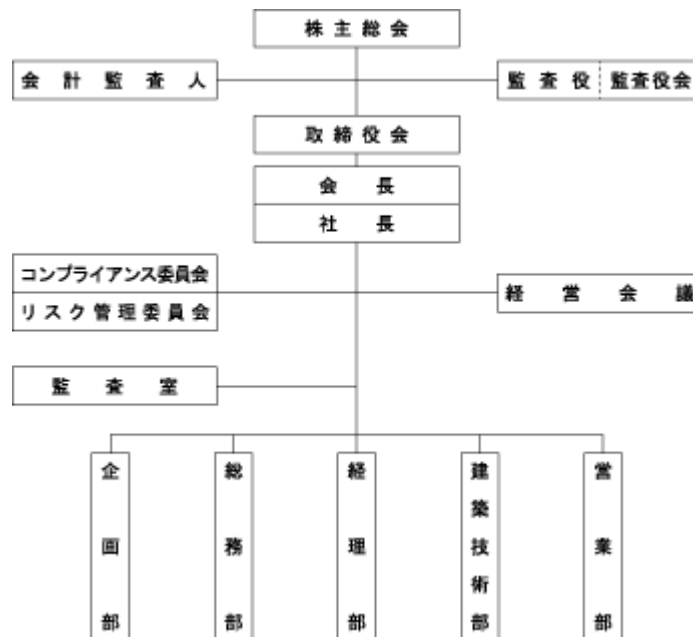 株主総会
会計監査人
監査役 監査役会
取締役会
会長
社長
コンプライアンス委員会
リスク管理委員会
経営会議
監査室
企画部
総務部
経理部
建築技術部
営業部